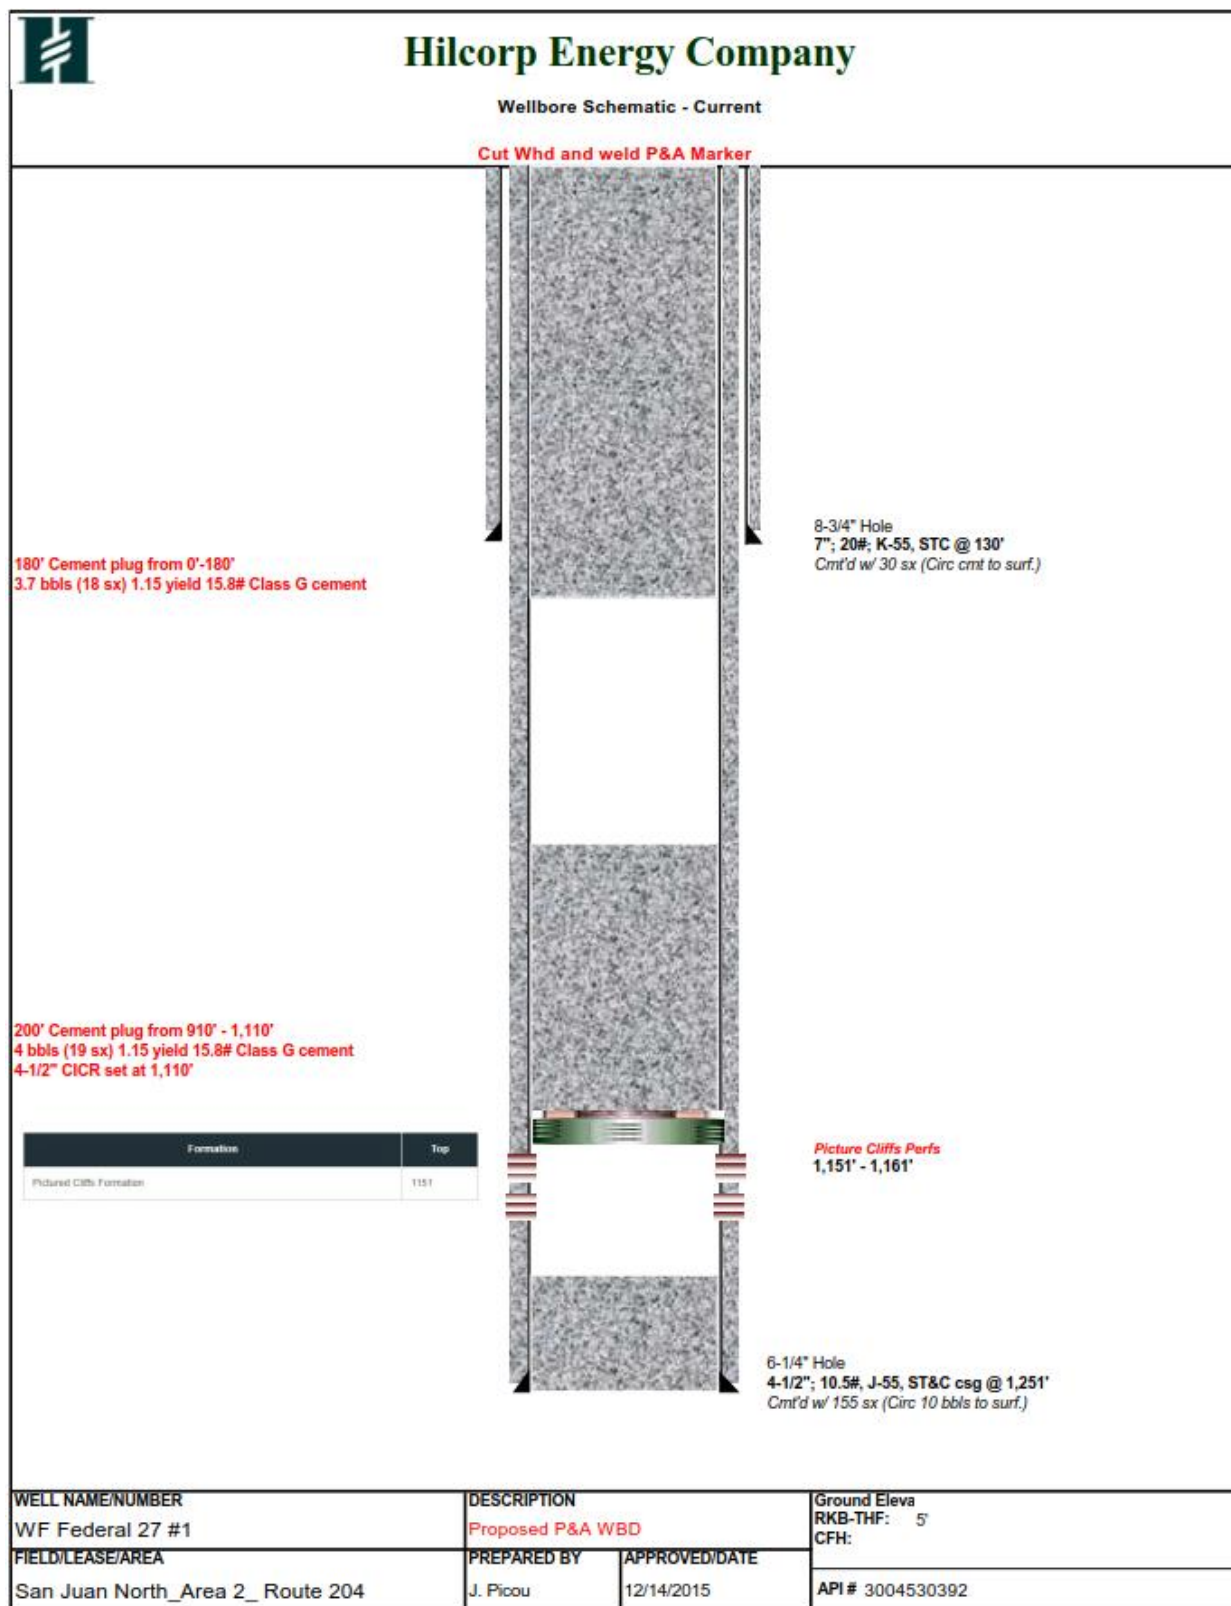 Hilcorp Energy Company
Wellbore Schematic - Current
Cut Whd and weld P&A Marker
8-3/4" Hole
7"; 20#; K-55, STC @ 130'
Cmt'd w/ 30 sx (Circ cmt to surf.)
180' Cement plug from 0'-180'
3.7 bbls (18 sx) 1.15 yield 15.8# Class G cement
200' Cement plug from 910' - 1,110'
4 bbls (19 sx) 1.15 yield 15.8# Class G cement
4-1/2" CICR set at 1,110'
Formation Top
Pictured Cliffs Formation 1151
Picture Cliffs Perfs
1,151' - 1,161'
6-1/4" Hole
4-1/2"; 10.5#, J-55, ST&C csg @ 1,251'
Cmt'd w/ 155 sx (Circ 10 bbls to surf.)
WELL NAME/NUMBER
WF Federal 27 #1
DESCRIPTION
Proposed P&A WBD
Ground Eleva
RKB-THF: 5'
CFH:
FIELD/LEASE/AREA
San Juan North_Area 2_ Route 204
PREPARED BY
J. Picou
APPROVED/DATE
12/14/2015
API # 3004530392